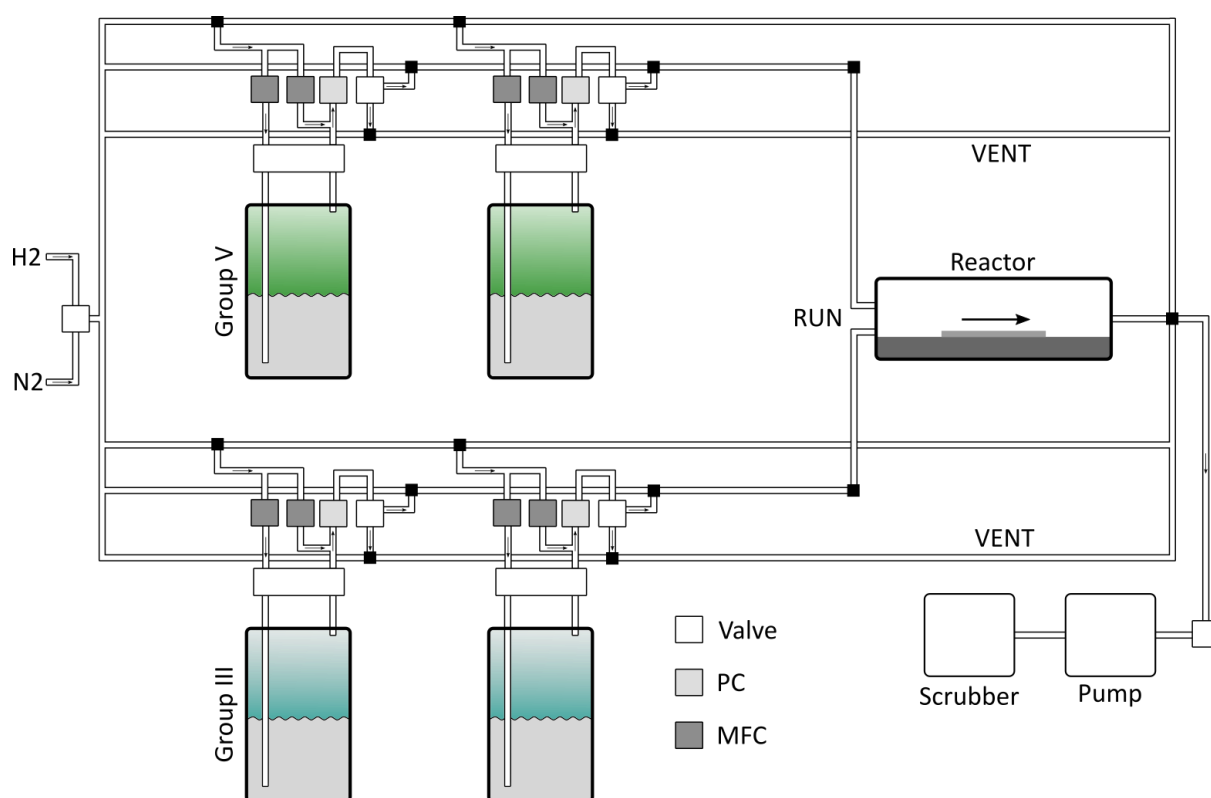 VENT
H2
Group V
Reactor
RUN
N2
VENT
Group III
Valve
PC
MFC
Scrubber
Pump